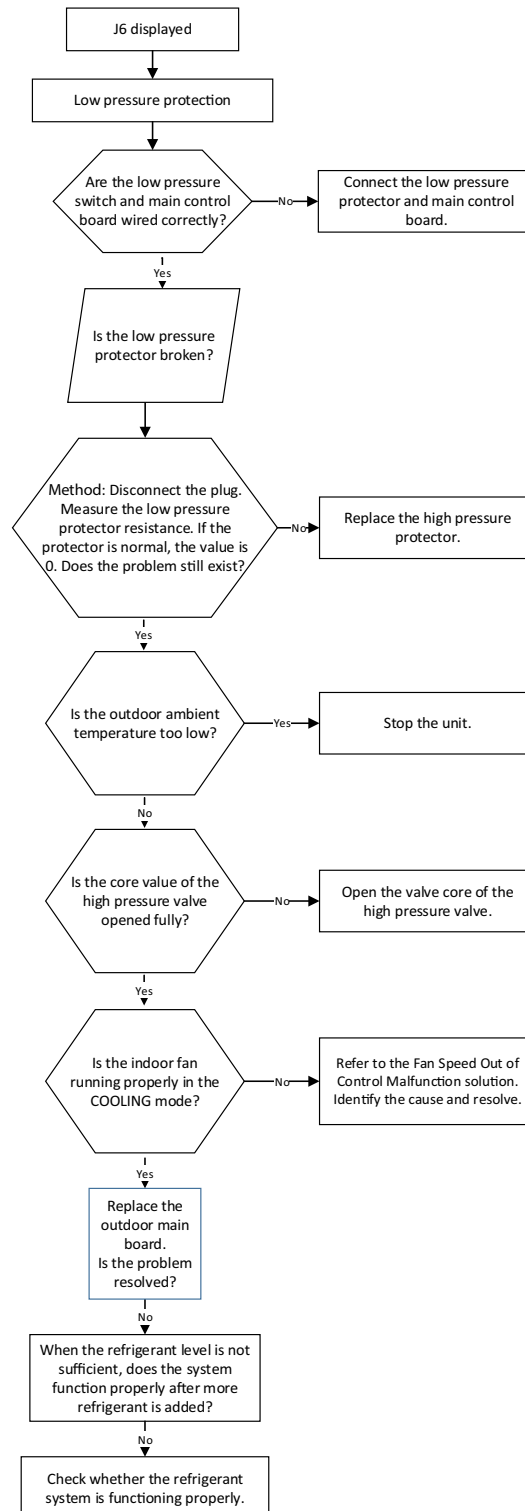 J6 displayed
Low pressure protection
Are the low pressure
switch and main control
board wired correctly?
No
Connect the low pressure
protector and main control
board.
Yes
Is the low pressure
protector broken?
Method: Disconnect the plug.
Measure the low pressure
protector resistance. If the
protector is normal, the value is
0. Does the problem still exist?
No
Replace the high pressure
protector.
Yes
Is the outdoor ambient
temperature too low?
Yes
Stop the unit.
No
Is the core value of the
high pressure valve
opened fully?
No
Open the valve core of the
high pressure valve.
Yes
Is the indoor fan
running properly in the
COOLING mode?
No
Refer to the Fan Speed Out of
Control Malfunction solution.
Identify the cause and resolve.
Yes
Replace the
outdoor main
board.
Is the problem
resolved?
No
When the refrigerant level is not
sufficient, does the system
function properly after more
refrigerant is added?
No
Check whether the refrigerant
system is functioning properly.